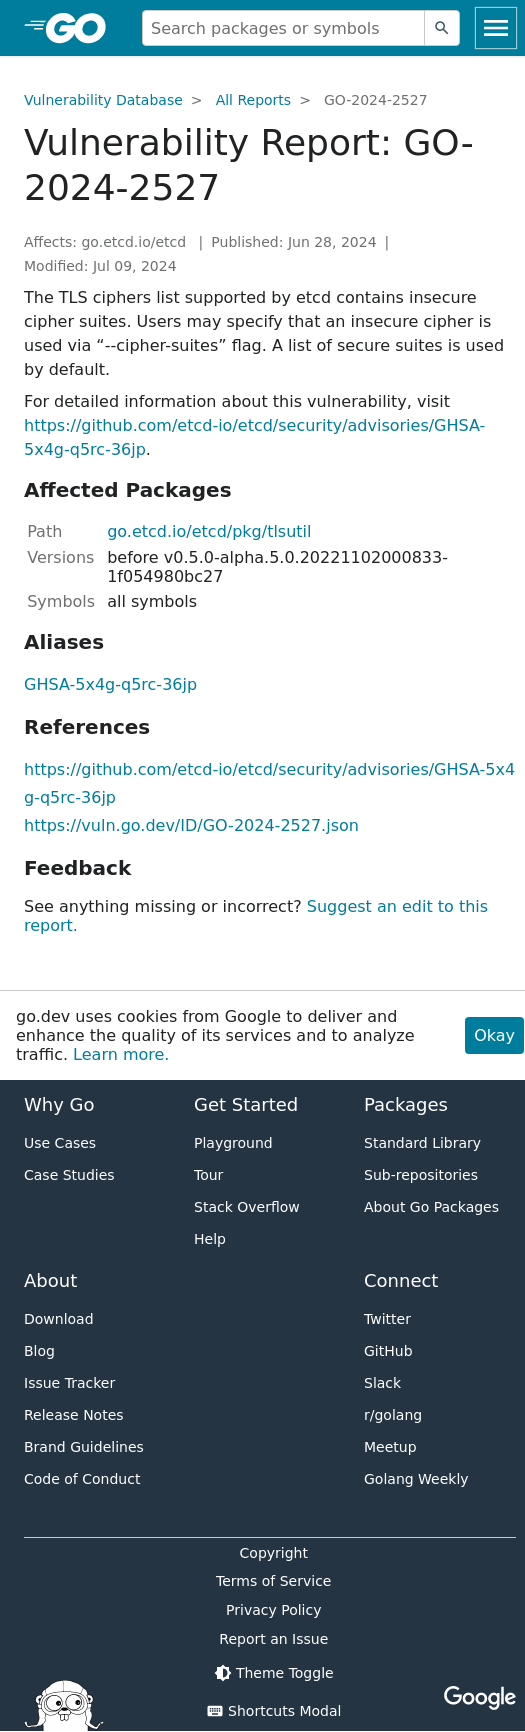 GO
Search packages or symbols
Vulnerability Database > All Reports > GO-2024-2527
Vulnerability Report: GO-
2024-2527
Affects: go.etcd.io/etcd | Published: Jun 28, 2024 |
Modified: Jul 09, 2024
The TLS ciphers list supported by etcd contains insecure
cipher suites. Users may specify that an insecure cipher is
used via “--cipher-suites” flag. A list of secure suites is used
by default.
For detailed information about this vulnerability, visit
https://github.com/etcd-io/etcd/security/advisories/GHSA-
5x4g-q5rc-36jp.
Affected Packages
Path go.etcd.io/etcd/pkg/tlsutil
Versions before v0.5.0-alpha.5.0.20221102000833-
1f054980bc27
Symbols all symbols
Aliases
GHSA-5x4g-q5rc-36jp
References
https://github.com/etcd-io/etcd/security/advisories/GHSA-5x4
g-q5rc-36jp
https://vuln.go.dev/ID/GO-2024-2527.json
Feedback
See anything missing or incorrect? Suggest an edit to this
report.
go.dev uses cookies from Google to deliver and
enhance the quality of its services and to analyze
traffic. Learn more.
Okay
Why Go
Use Cases
Case Studies
Get Started
Playground
Tour
Stack Overflow
Help
Packages
Standard Library
Sub-repositories
About Go Packages
About
Download
Blog
Issue Tracker
Release Notes
Brand Guidelines
Code of Conduct
Connect
Twitter
GitHub
Slack
r/golang
Meetup
Golang Weekly
Copyright
Terms of Service
Privacy Policy
Report an Issue
Theme Toggle
Shortcuts Modal
Google